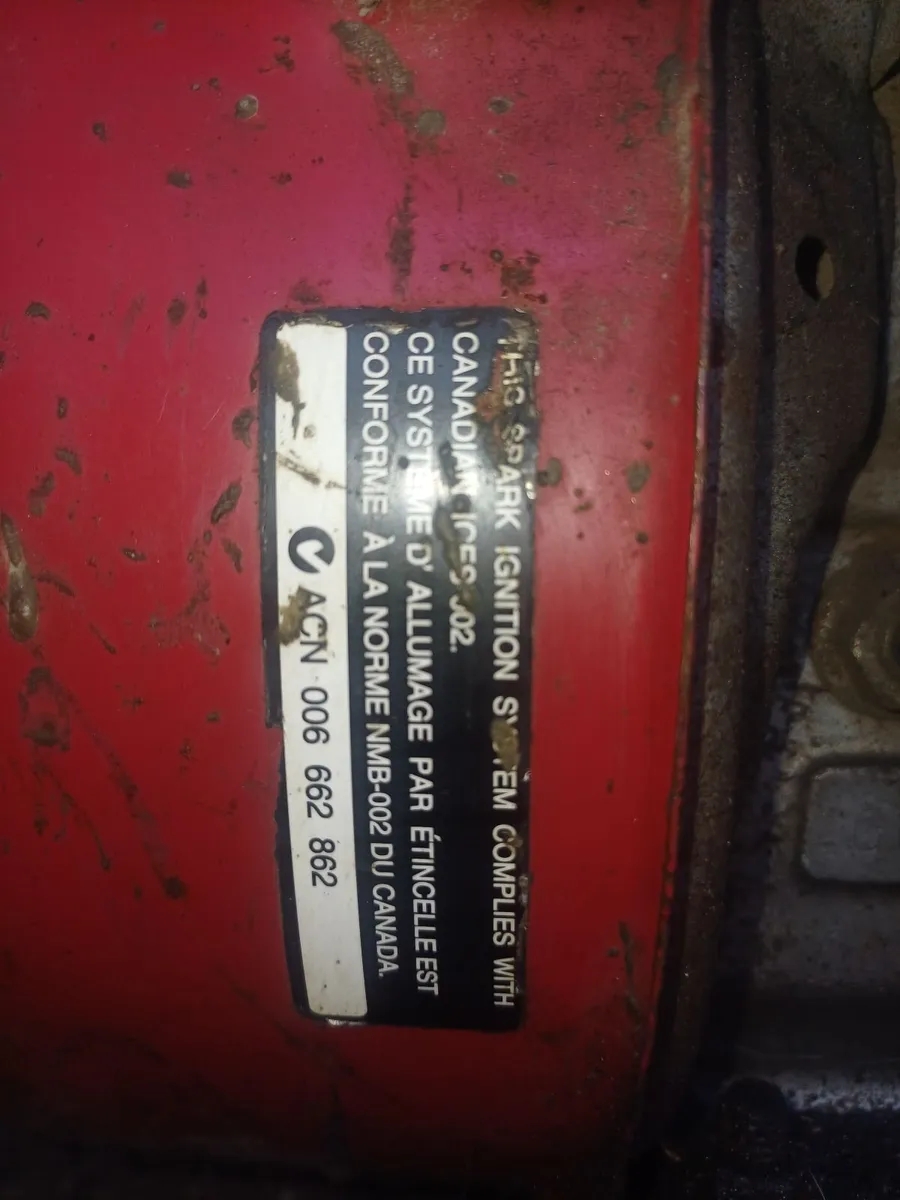 THIS SPARK IGNITION SYSTEM COMPLIES WITH
CANADIAN ICES-002.
CE SYSTEME D' ALLUMAGE PAR ÉTINCELLE EST
CONFORME À LA NORME NMB-002 DU CANADA.
ACN 006 662 862